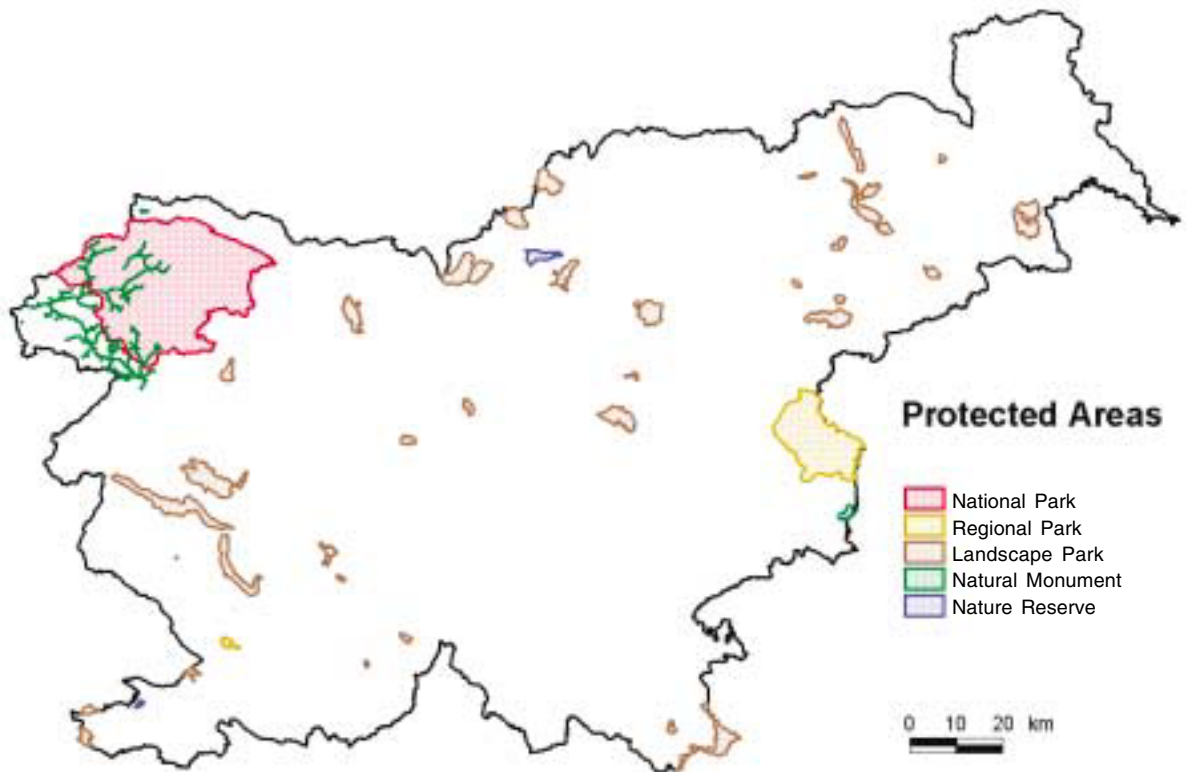 Protected Areas
National Park
Regional Park
Landscape Park
Natural Monument
Nature Reserve
0 10 20 km